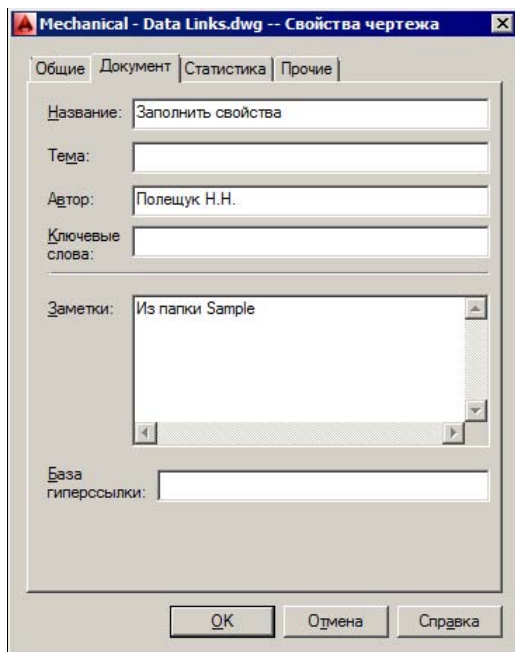 Mechanical - Data Links.dwg -- Свойства чертежа
Общие Документ Статистика Прочие
Название: Заполнить свойства
Тема:
Автор: Полещук Н.Н.
Ключевые
слова:
Заметки: Из папки Sample
База
гиперссылки:
OK Отмена Справка